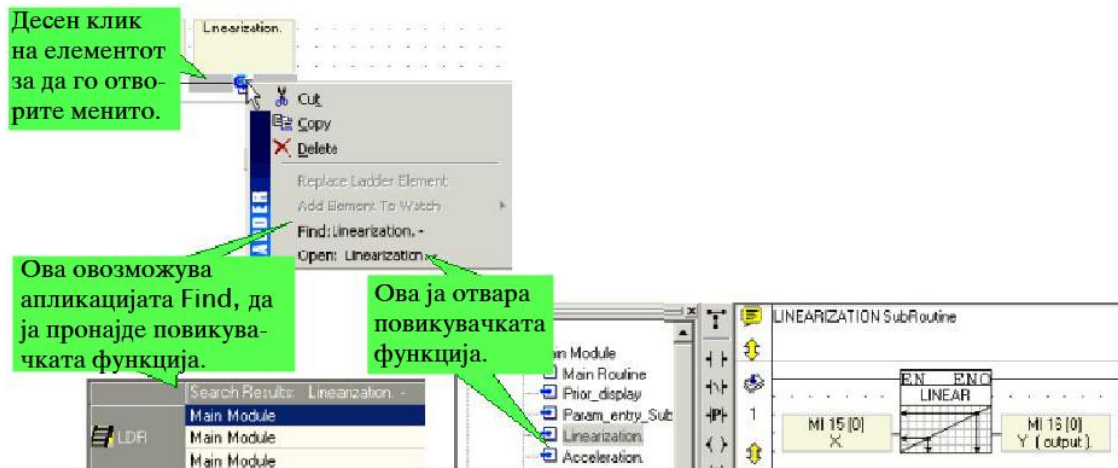 Десен клик
на елементот
за да го отво-
рите менито.
Linearization.
Cut
Copy
Delete
Replace Ladder Element
Add Element To Watch
Find: Linearization. -
Open: Linearization. -
Ова овозможува
апликацијата Find, да
ја пронајде повикува-
чката функција.
Ова ја отвара
повикувачката
функција.
Search Results: Linearization. -
LDR
Main Module
Main Module
Main Module
Module
Main Routine
Prior_display
Param_entry_Sub
Linearization.
Acceleration.
LINEARIZATION SubRoutine
1
EN ENO
LINEAR
MI 15 [0]
X
MI 16 [0]
Y ( output ).